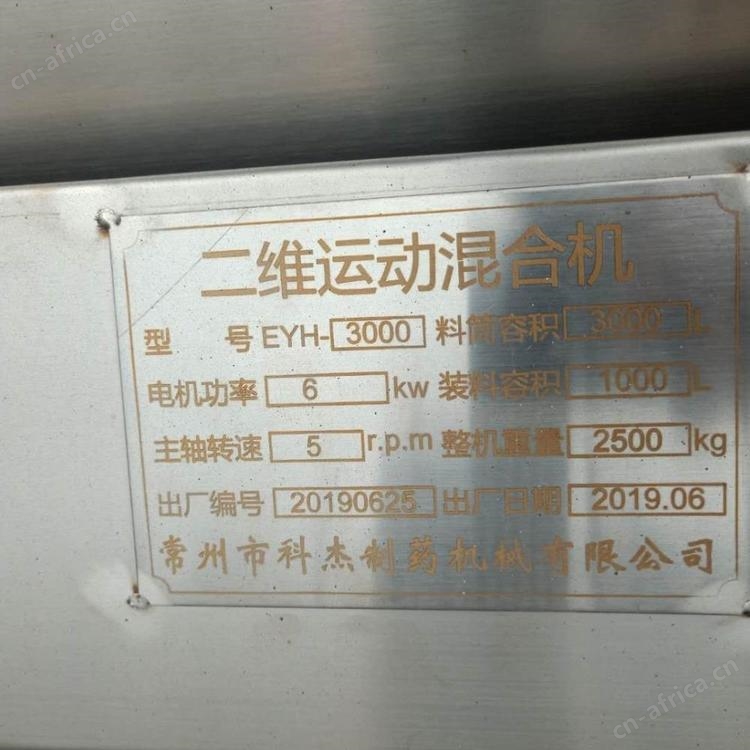 cn-africa.cn
二维运动混合机
型 号 EYH-3000 料筒容积 3000 L
电机功率 6 kw 装料容积 1000 L
主轴转速 5 r.p.m 整机重量 2500 kg
出厂编号 20190625 出厂日期 2019.06
常州市科杰制药机械有限公司
cn-africa.cn